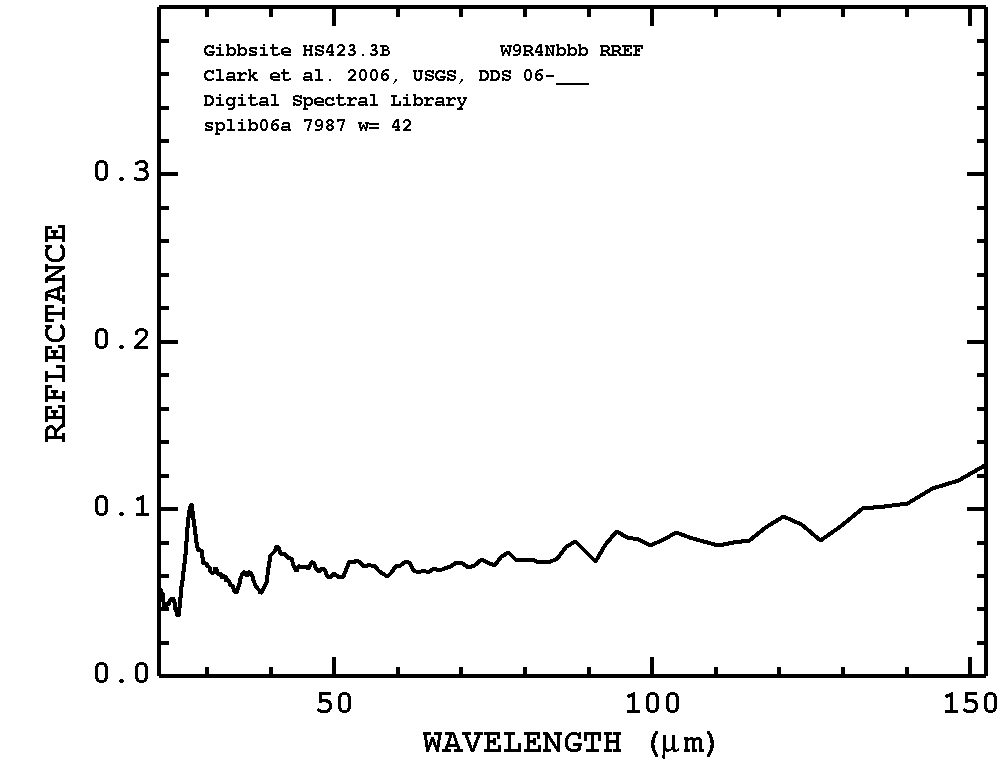 Gibbsite HS423.3B W9R4Nbbb RREF
Clark et al. 2006, USGS, DDS 06-___
Digital Spectral Library
splib06a 7987 w= 42
0.3
0.2
0.1
0.0
REFLECTANCE
50 100 150
WAVELENGTH (μm)